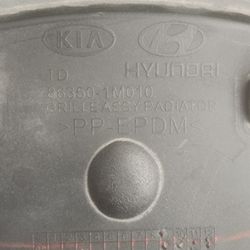 KIA HYUNDAI
TD
86350-1M010
GRILLE ASSY-RADIATOR
>PP-EPDM<